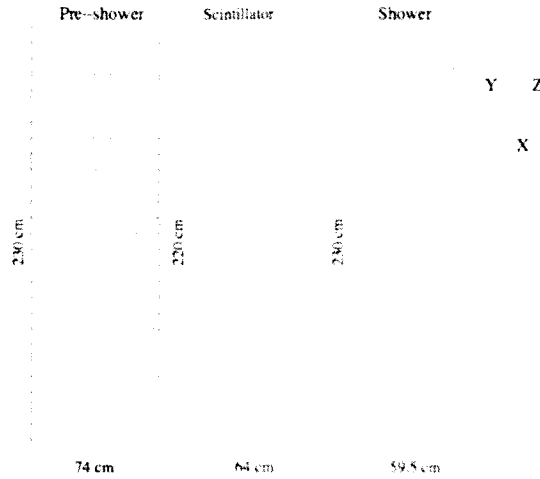 Pre--shower Scintillator Shower
Y Z
X
230 cm 220 cm 230 cm
74 cm 64 cm 59.5 cm